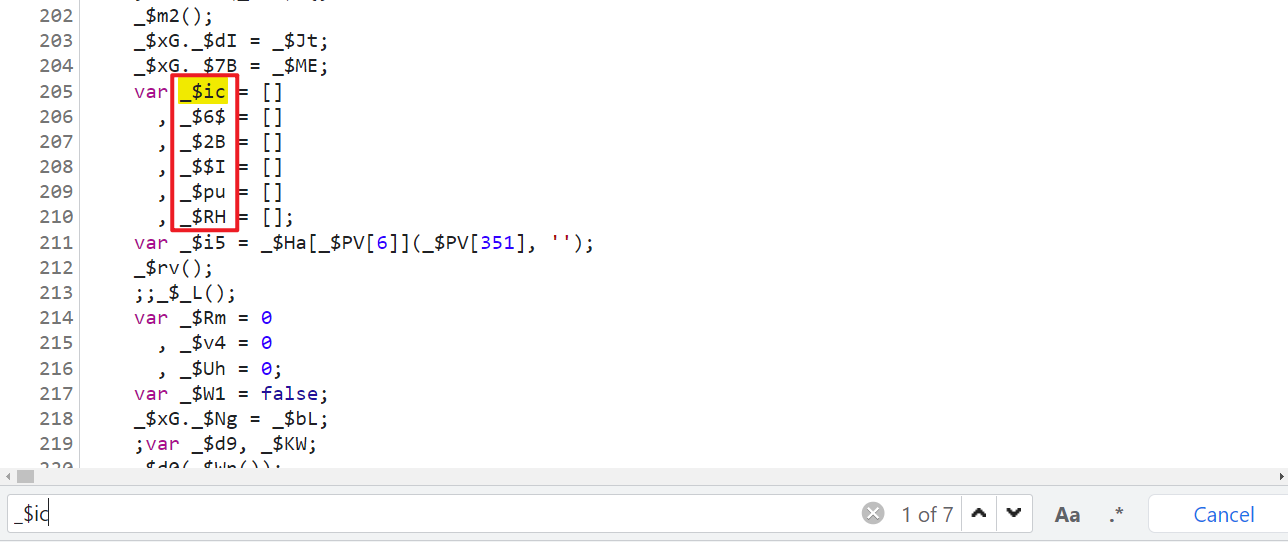 202 _$m2();
203 _$xG._$dI = _$Jt;
204 _$xG._$7B = _$ME;
205 var _$ic = []
206 , _$6$ = []
207 , _$2B = []
208 , _$$I = []
209 , _$pu = []
210 , _$RH = [];
211 var _$i5 = _$Ha[_$PV[6]](_$PV[351], '');
212 _$rv();
213 ;;_$_L();
214 var _$Rm = 0
215 , _$v4 = 0
216 , _$Uh = 0;
217 var _$W1 = false;
218 _$xG._$Ng = _$bL;
219 ;var _$d9, _$KW;
_$ic 1 of 7 Aa .* Cancel